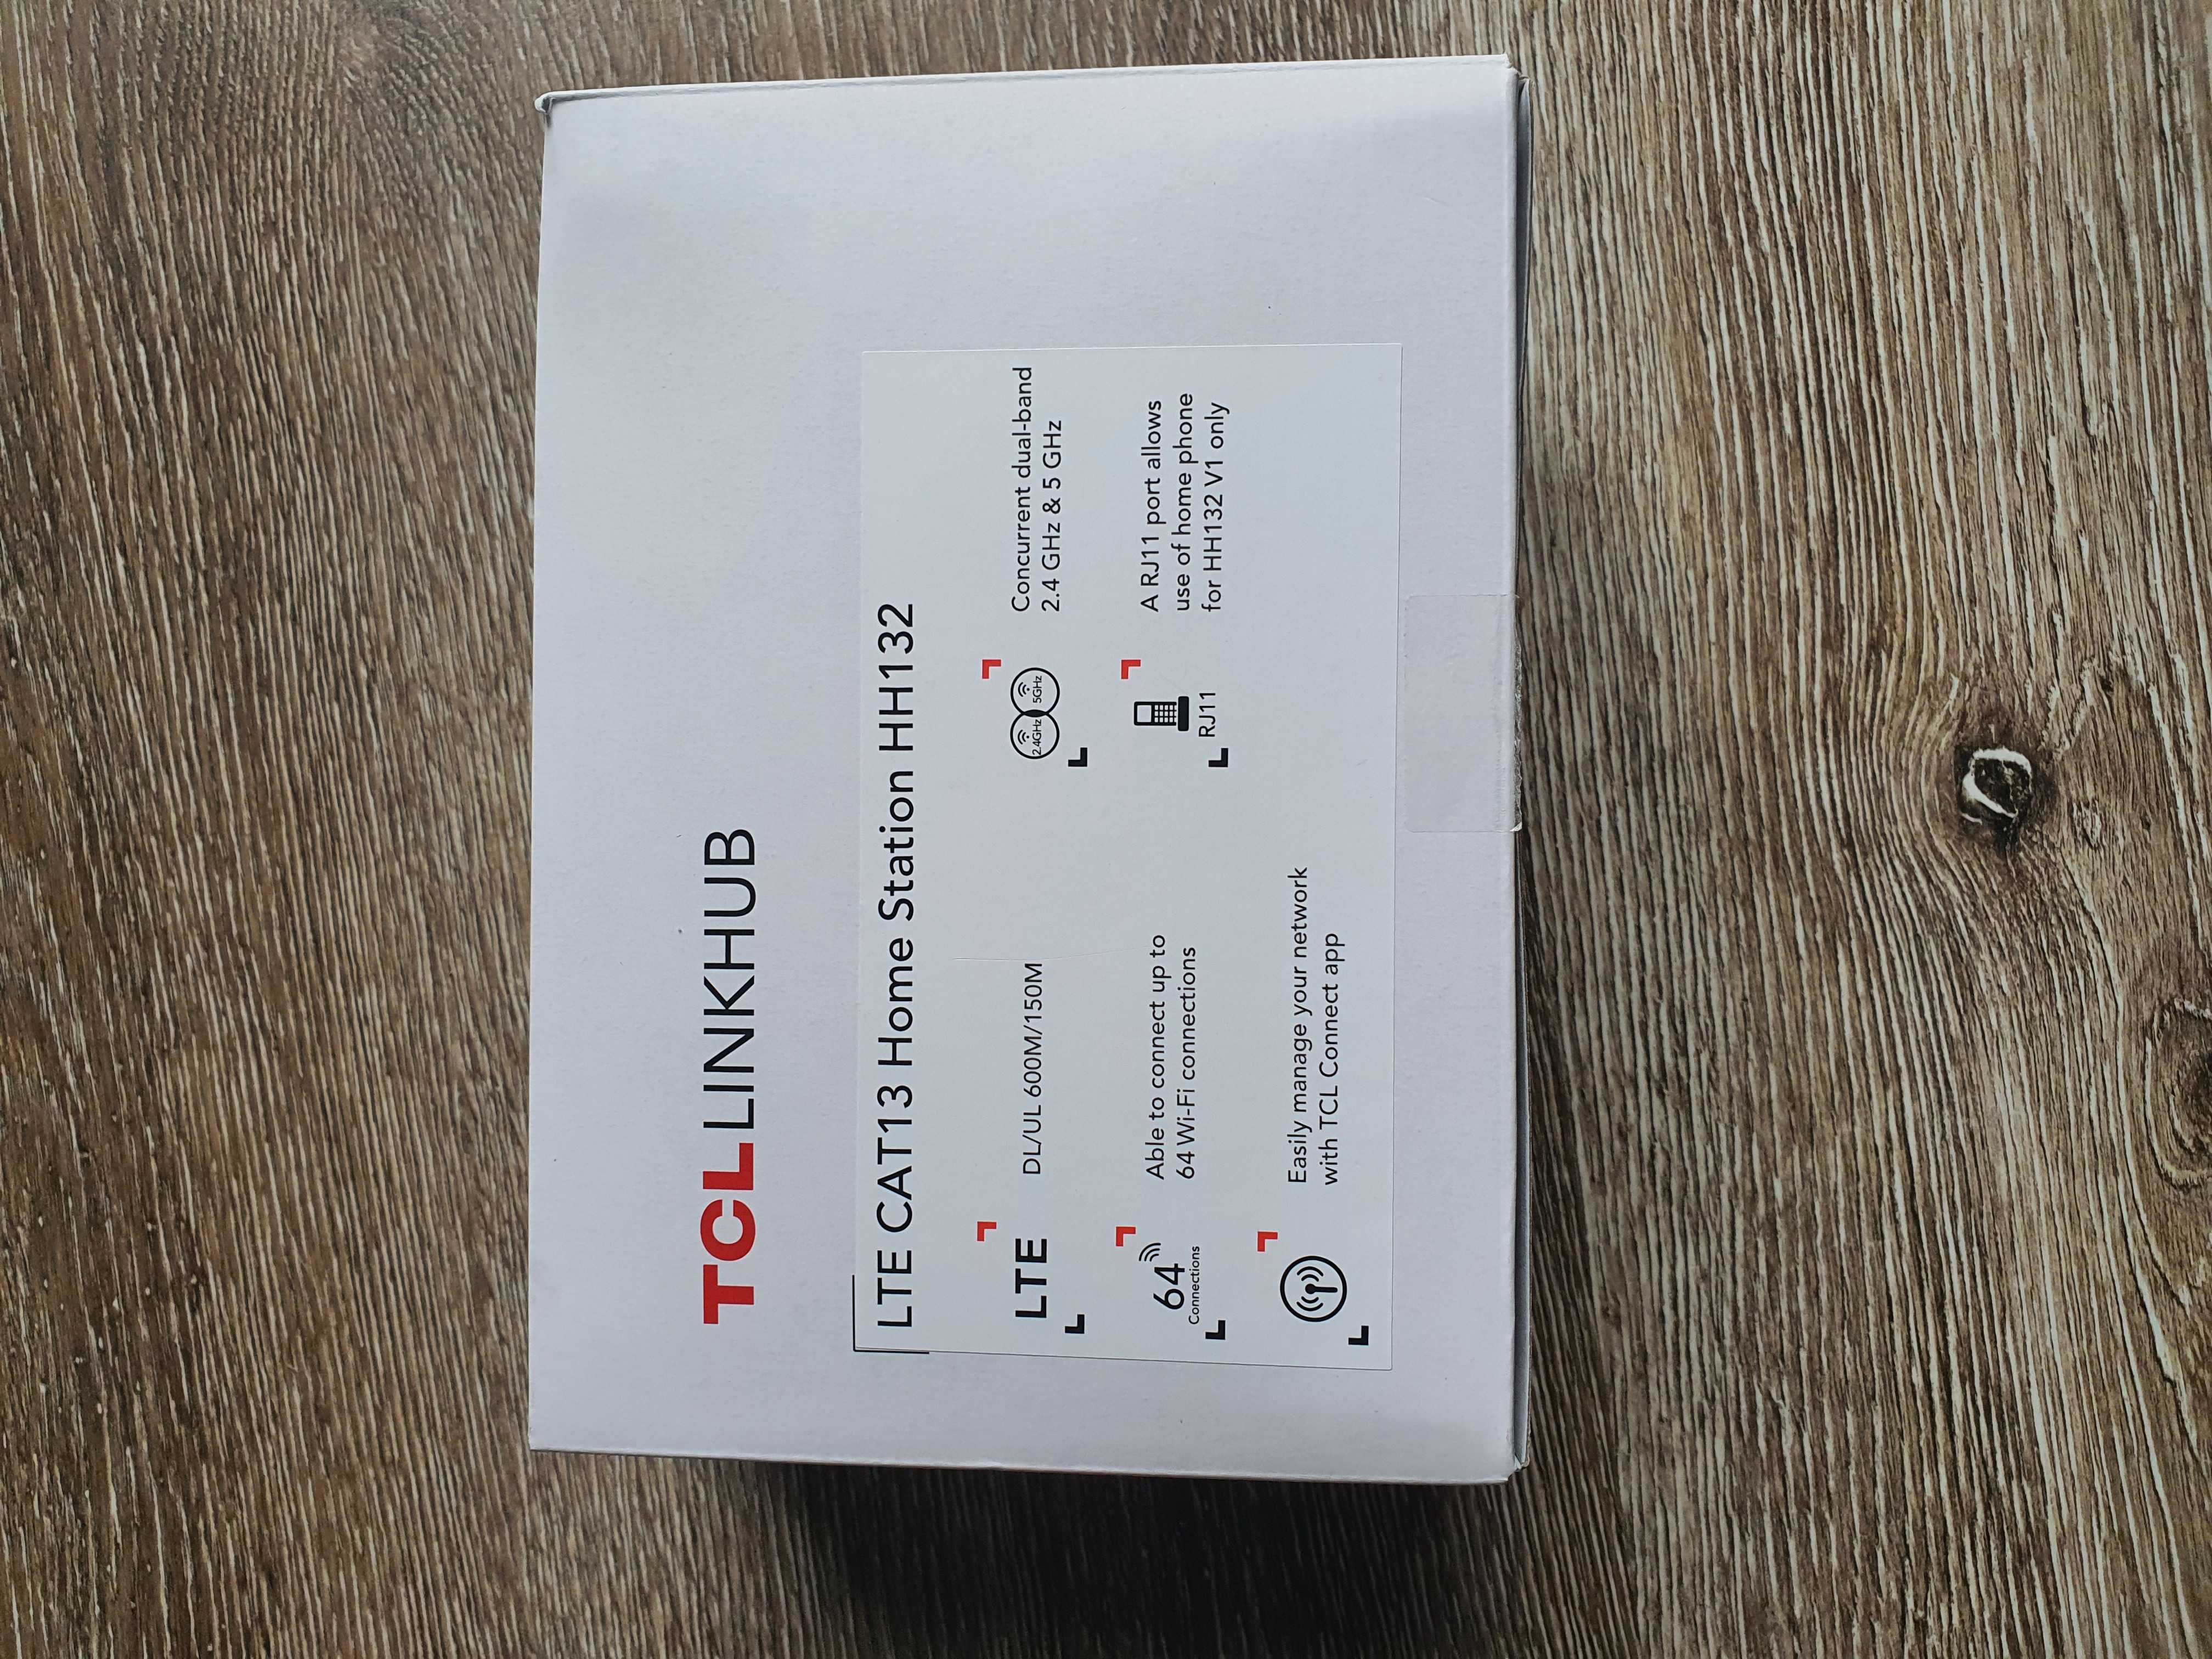 TCL LINKHUB
LTE CAT13 Home Station HH132
LTE
DL/UL 600M/150M
2.4GHz
5GHz
Concurrent dual-band
2.4 GHz & 5 GHz
64
Connections
Able to connect up to
64 Wi-Fi connections
RJ11
A RJ11 port allows
use of home phone
for HH132 V1 only
Easily manage your network
with TCL Connect app